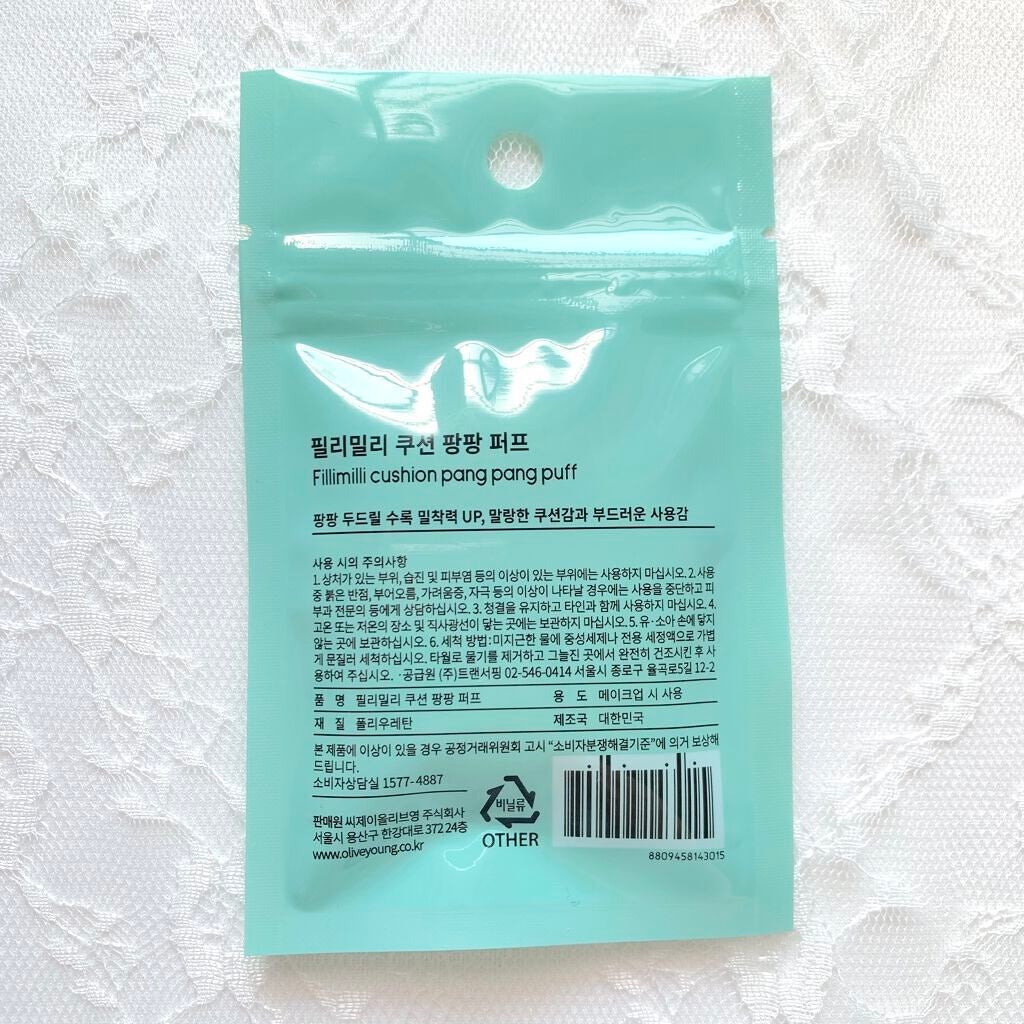 필리밀리 쿠션 팡팡 퍼프
Fillimilli cushion pang pang puff
팡팡 두드릴 수록 밀착력 UP, 말랑한 쿠션감과 부드러운 사용감
사용 시의 주의사항
1. 상처가 있는 부위, 습진 및 피부염 등의 이상이 있는 부위에는 사용하지 마십시오. 2. 사용
중 붉은 반점, 부어오름, 가려움증, 자극 등의 이상이 나타날 경우에는 사용을 중단하고 피
부과 전문의 등에게 상담하십시오. 3. 청결을 유지하고 타인과 함께 사용하지 마십시오. 4.
고온 또는 저온의 장소 및 직사광선이 닿는 곳에는 보관하지 마십시오. 5. 유·소아 손에 닿지
않는 곳에 보관하십시오. 6. 세척 방법: 미지근한 물에 중성세제나 전용 세정액으로 가볍
게 문질러 세척하십시오. 타월로 물기를 제거하고 그늘진 곳에서 완전히 건조시킨 후 사
용하여 주십시오. ·공급원 (주)트랜서핑 02-546-0414 서울시 종로구 율곡로5길 12-2
품 명 필리밀리 쿠션 팡팡 퍼프 용 도 메이크업 시 사용
재 질 폴리우레탄 제조국 대한민국
본 제품에 이상이 있을 경우 공정거래위원회 고시 “소비자분쟁해결기준”에 의거 보상해
드립니다.
소비자상담실 1577-4887
판매원 씨제이올리브영 주식회사
서울시 용산구 한강대로 372 24층
www.oliveyoung.co.kr
비닐류
OTHER
8809458143015